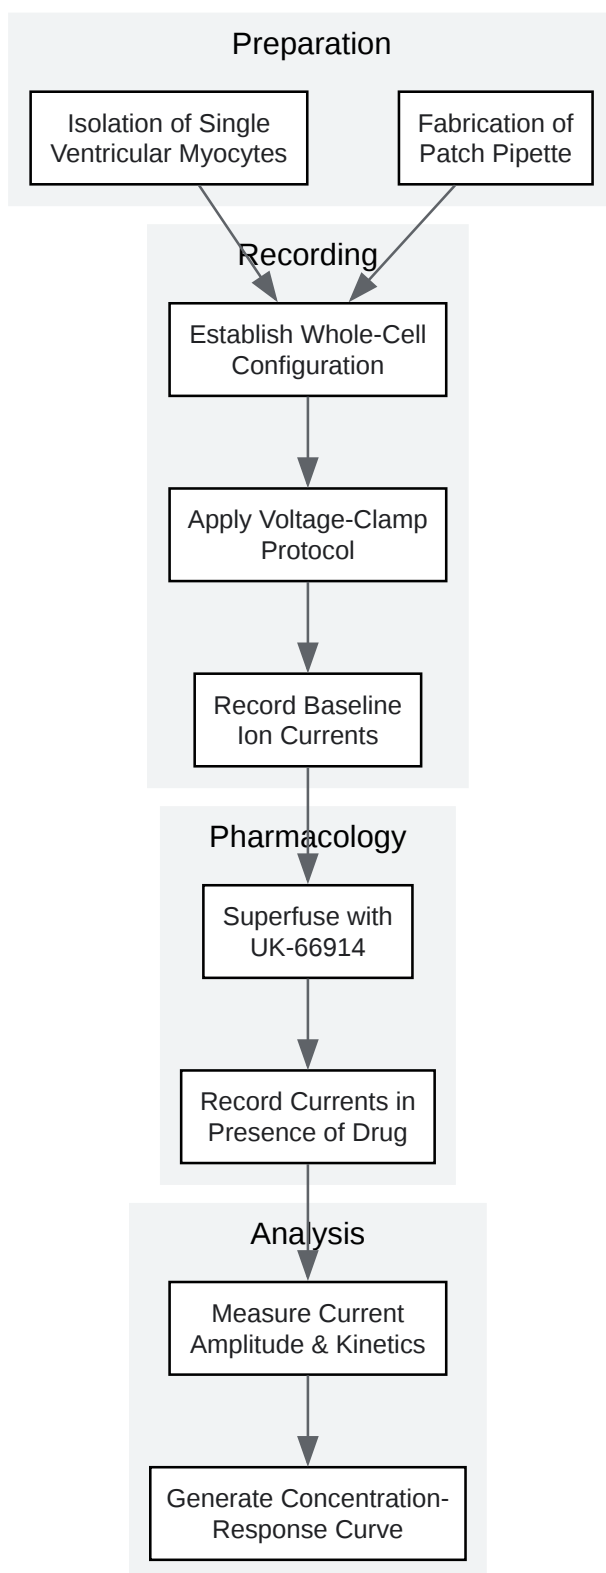 Preparation
Isolation of Single
Ventricular Myocytes
Fabrication of
Patch Pipette
Recording
Establish Whole-Cell
Configuration
Apply Voltage-Clamp
Protocol
Record Baseline
Ion Currents
Pharmacology
Superfuse with
UK-66914
Record Currents in
Presence of Drug
Analysis
Measure Current
Amplitude & Kinetics
Generate Concentration-
Response Curve